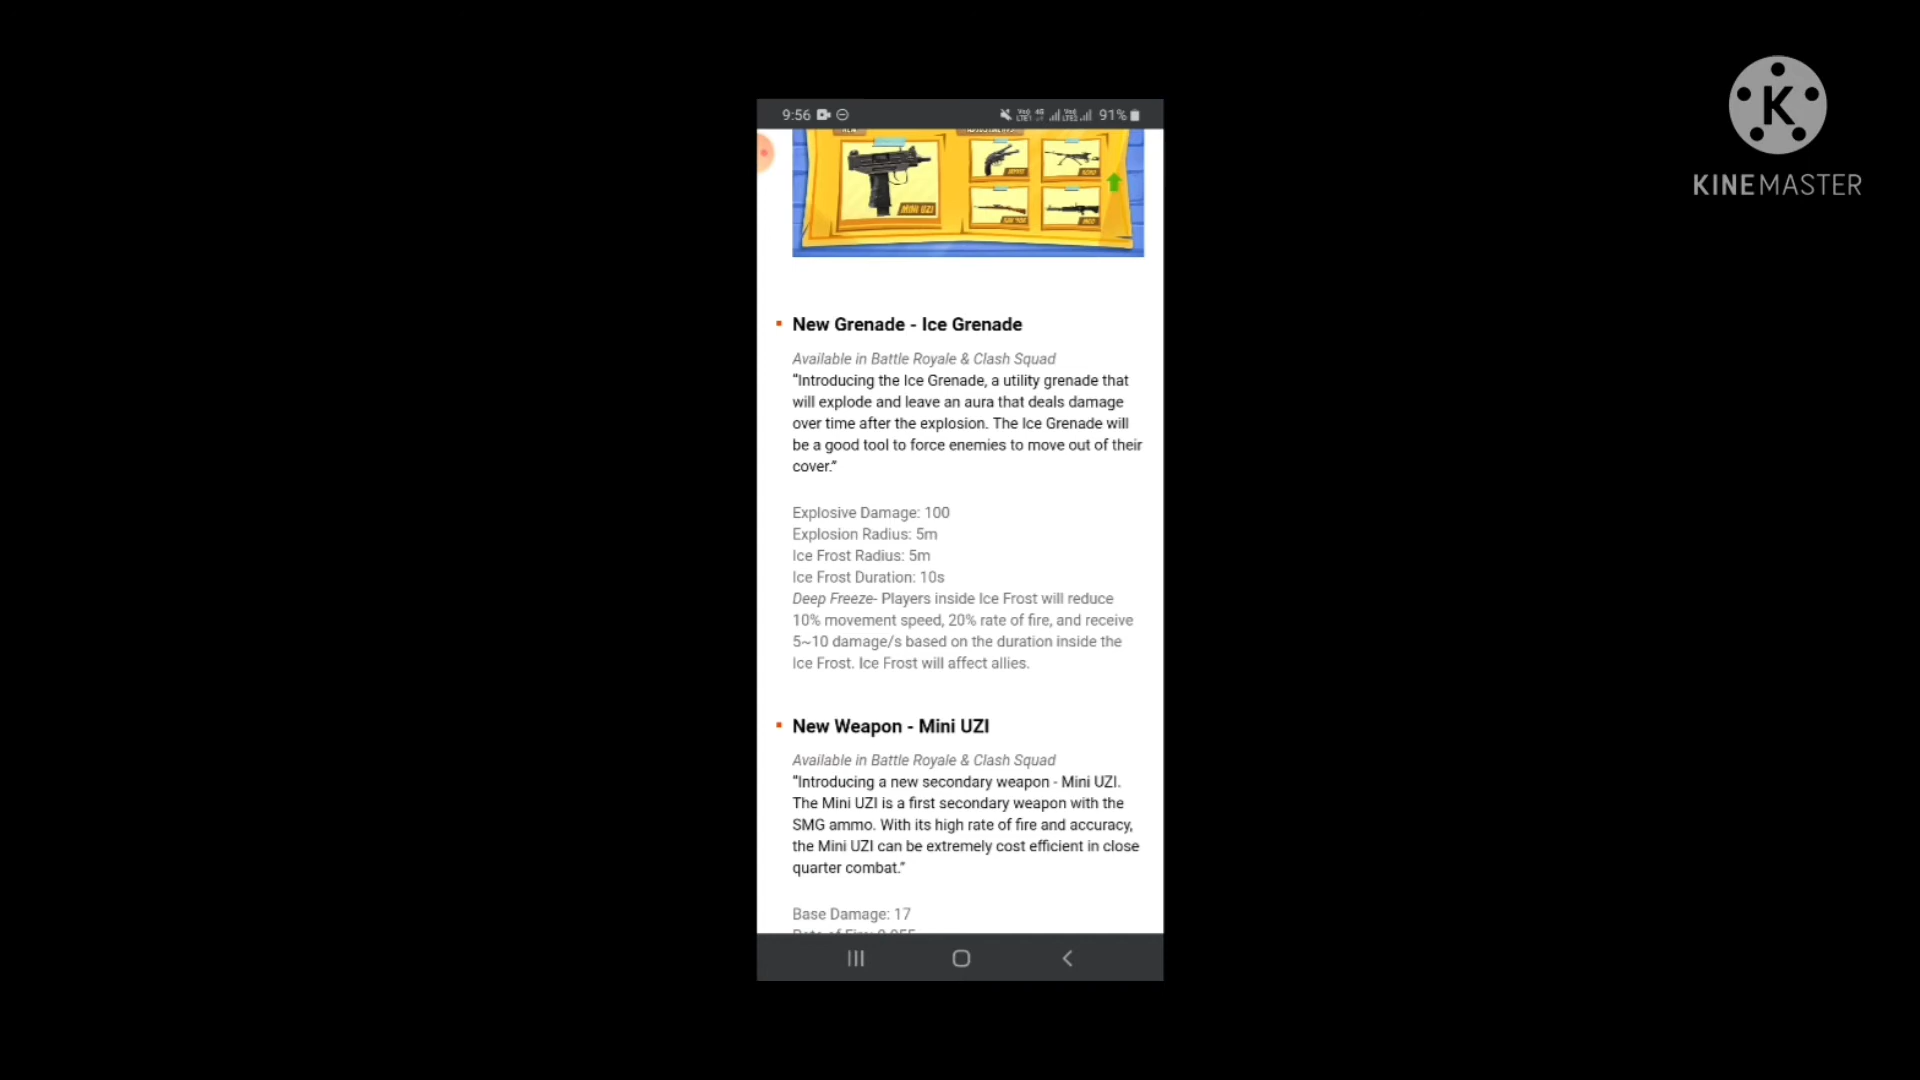 KINEMASTER
9:56 91%
MINI UZI
New Grenade - Ice Grenade
Available in Battle Royale & Clash Squad
“Introducing the Ice Grenade, a utility grenade that
will explode and leave an aura that deals damage
over time after the explosion. The Ice Grenade will
be a good tool to force enemies to move out of their
cover.”
Explosive Damage: 100
Explosion Radius: 5m
Ice Frost Radius: 5m
Ice Frost Duration: 10s
Deep Freeze- Players inside Ice Frost will reduce
10% movement speed, 20% rate of fire, and receive
5~10 damage/s based on the duration inside the
Ice Frost. Ice Frost will affect allies.
New Weapon - Mini UZI
Available in Battle Royale & Clash Squad
“Introducing a new secondary weapon - Mini UZI.
The Mini UZI is a first secondary weapon with the
SMG ammo. With its high rate of fire and accuracy,
the Mini UZI can be extremely cost efficient in close
quarter combat.”
Base Damage: 17